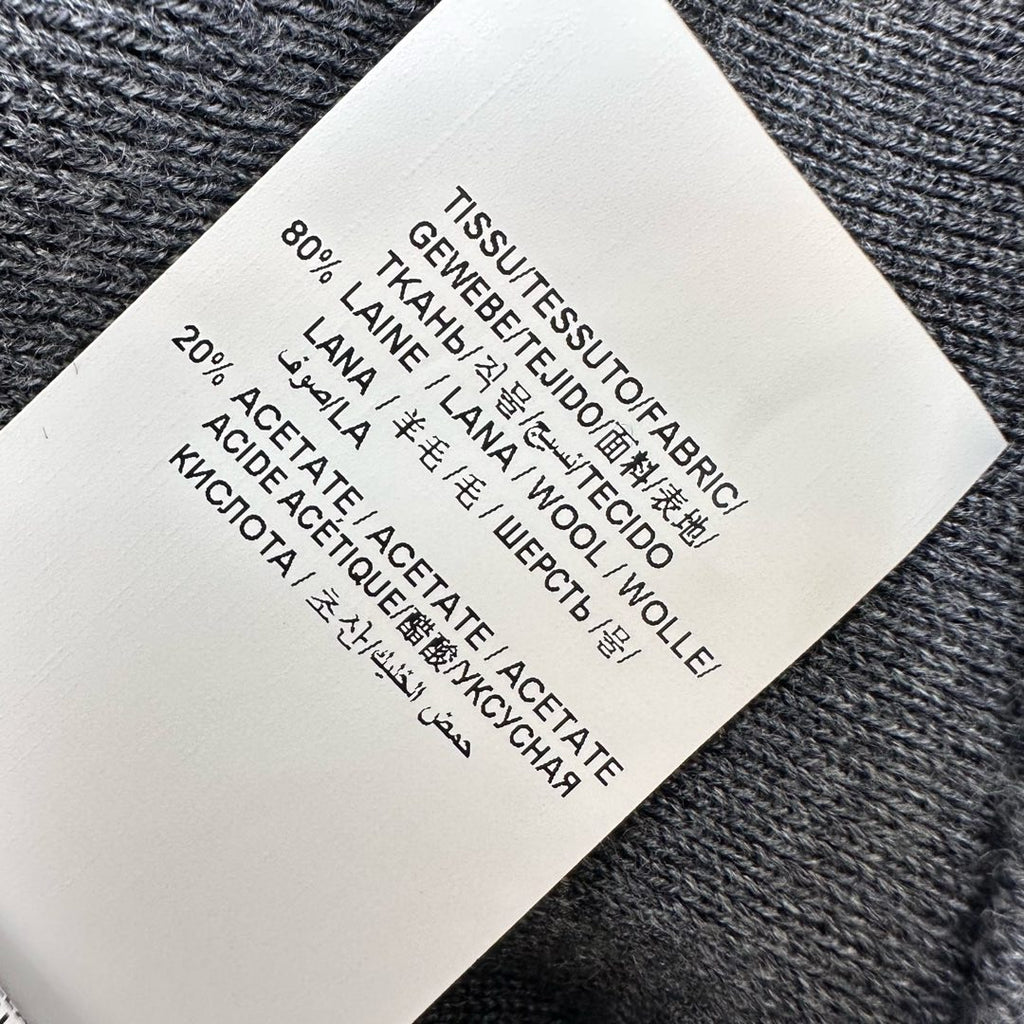 TISSU/TESSUTO/FABRIC/
GEWEBE/TEJIDO/面料/表地/
ТКАНЬ/직물/نسيج/TECIDO
80% LAINE / LANA / WOOL / WOLLE/
LANA / 羊毛 /毛 / ШЕРСТЬ /물/
صوف/LA
20% ACETATE / ACETATE / ACETATE
ACIDE ACÉTIQUE/醋酸/УКСУСНАЯ
КИСЛОТА / 초산/حمض الخليك